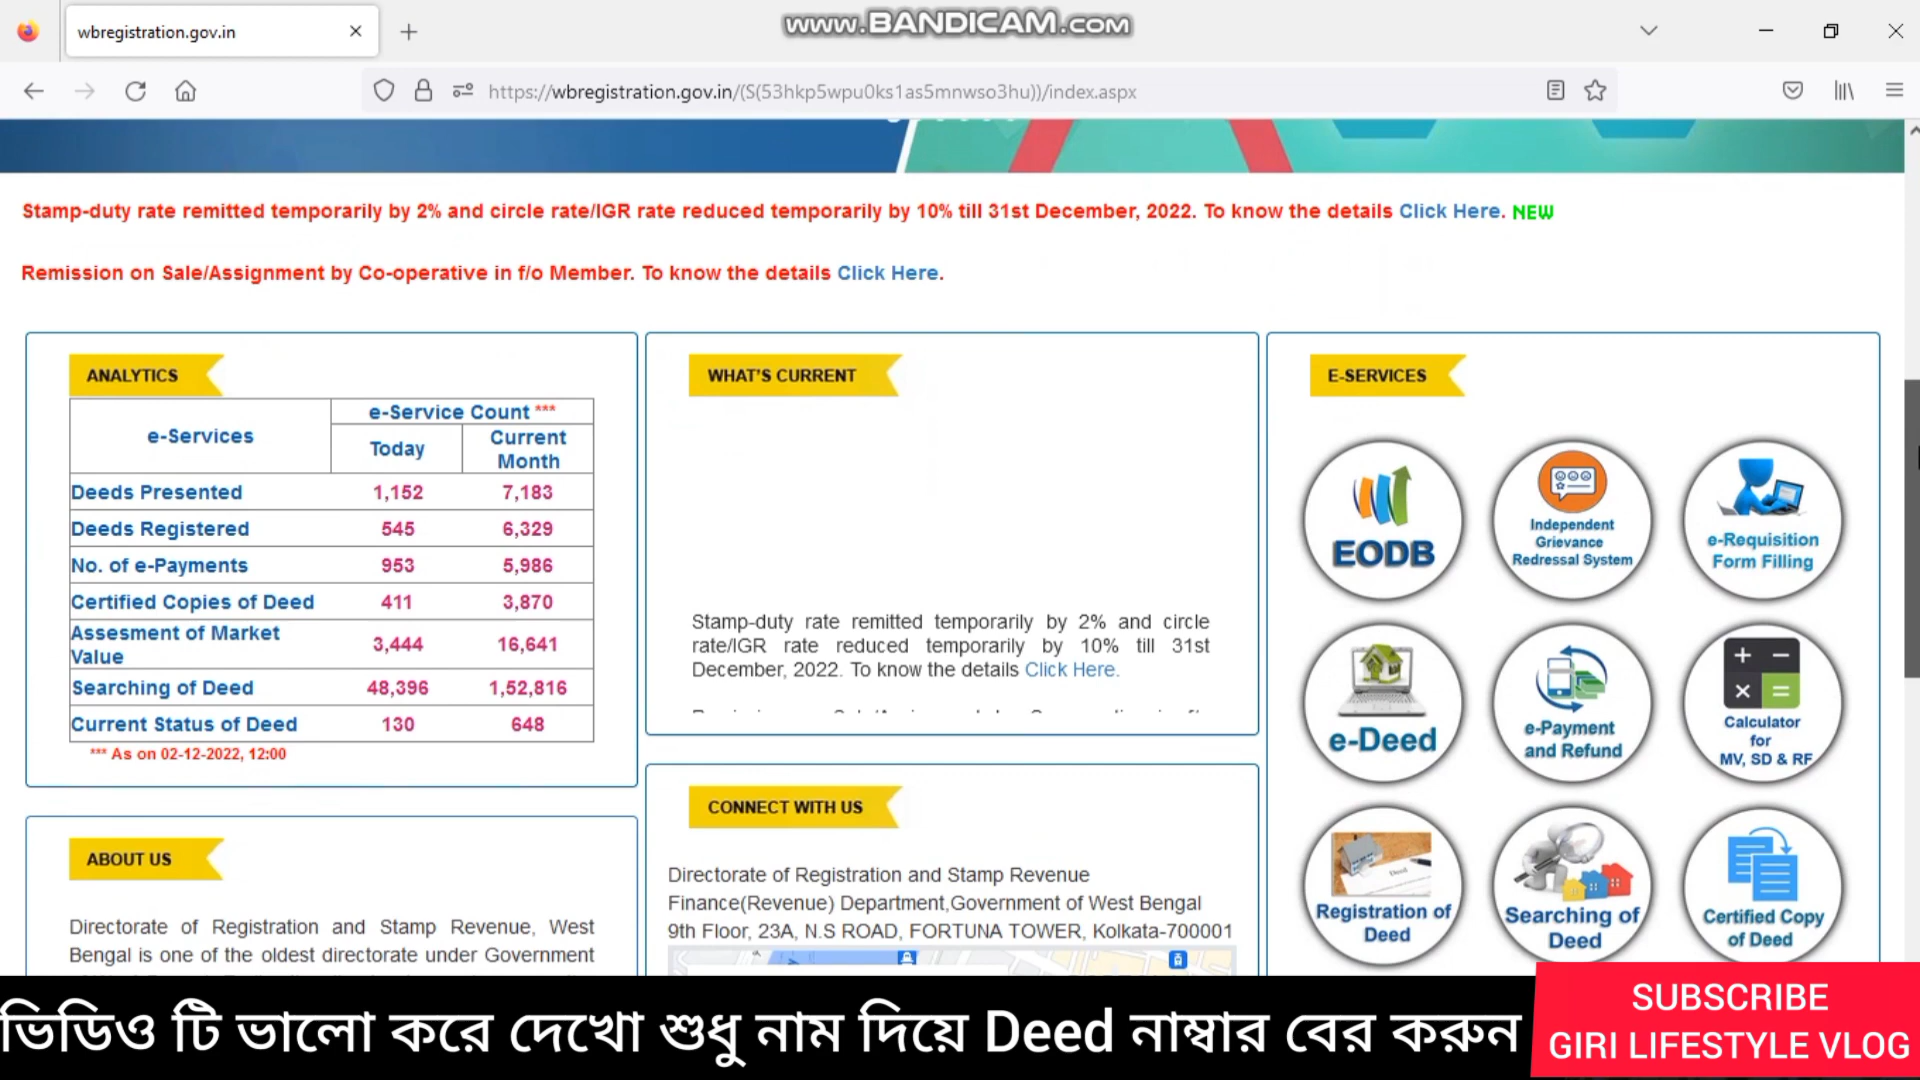 www.BANDICAM.com
wbregistration.gov.in
https://wbregistration.gov.in/(S(53hkp5wpu0ks1as5mnwso3hu))/index.aspx
Stamp-duty rate remitted temporarily by 2% and circle rate/IGR rate reduced temporarily by 10% till 31st December, 2022. To know the details Click Here. NEW
Remission on Sale/Assignment by Co-operative in f/o Member. To know the details Click Here.
ANALYTICS
e-Services
e-Service Count ***
Today
Current
Month
Deeds Presented 1,152 7,183
Deeds Registered 545 6,329
No. of e-Payments 953 5,986
Certified Copies of Deed 411 3,870
Assesment of Market
Value 3,444 16,641
Searching of Deed 48,396 1,52,816
Current Status of Deed 130 648
*** As on 02-12-2022, 12:00
ABOUT US
Directorate of Registration and Stamp Revenue, West
Bengal is one of the oldest directorate under Government
WHAT'S CURRENT
Stamp-duty rate remitted temporarily by 2% and circle
rate/IGR rate reduced temporarily by 10% till 31st
December, 2022. To know the details Click Here.
CONNECT WITH US
Directorate of Registration and Stamp Revenue
Finance(Revenue) Department,Government of West Bengal
9th Floor, 23A, N.S ROAD, FORTUNA TOWER, Kolkata-700001
E-SERVICES
EODB
Independent
Grievance
Redressal System
e-Requisition
Form Filling
e-Deed
e-Payment
and Refund
Calculator
for
MV, SD & RF
Registration of
Deed
Searching of
Deed
Certified Copy
of Deed
ভিডিও টি ভালো করে দেখো শুধু নাম দিয়ে Deed নাম্বার বের করুন
SUBSCRIBE
GIRI LIFESTYLE VLOG